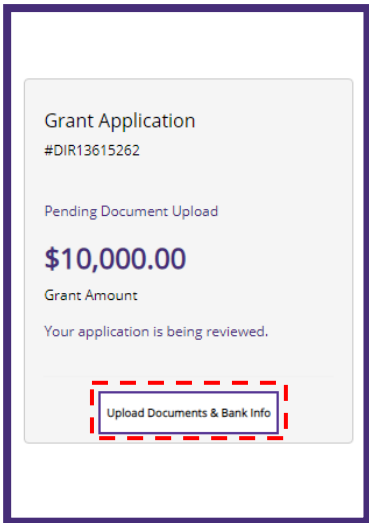 Grant Application
#DIR13615262
Pending Document Upload
$10,000.00
Grant Amount
Your application is being reviewed.
Upload Documents & Bank Info